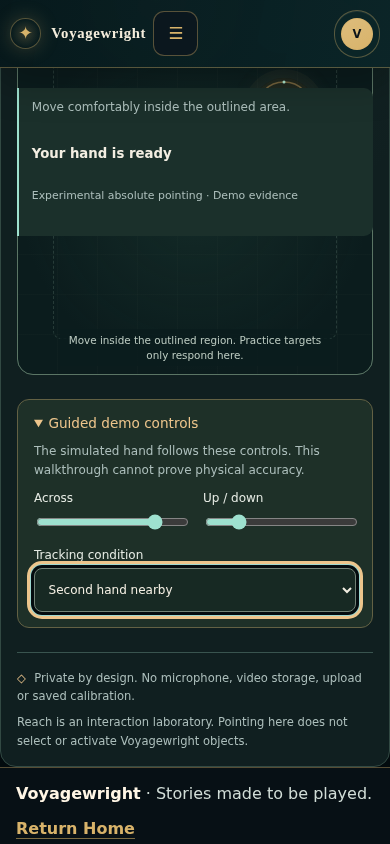 Voyagewright
V
Move comfortably inside the outlined area.
Your hand is ready
Experimental absolute pointing · Demo evidence
Move inside the outlined region. Practice targets
only respond here.
▼ Guided demo controls
The simulated hand follows these controls. This
walkthrough cannot prove physical accuracy.
Across
Up / down
Tracking condition
Second hand nearby
◇ Private by design. No microphone, video storage, upload
or saved calibration.
Reach is an interaction laboratory. Pointing here does not
select or activate Voyagewright objects.
Voyagewright · Stories made to be played.
Return Home